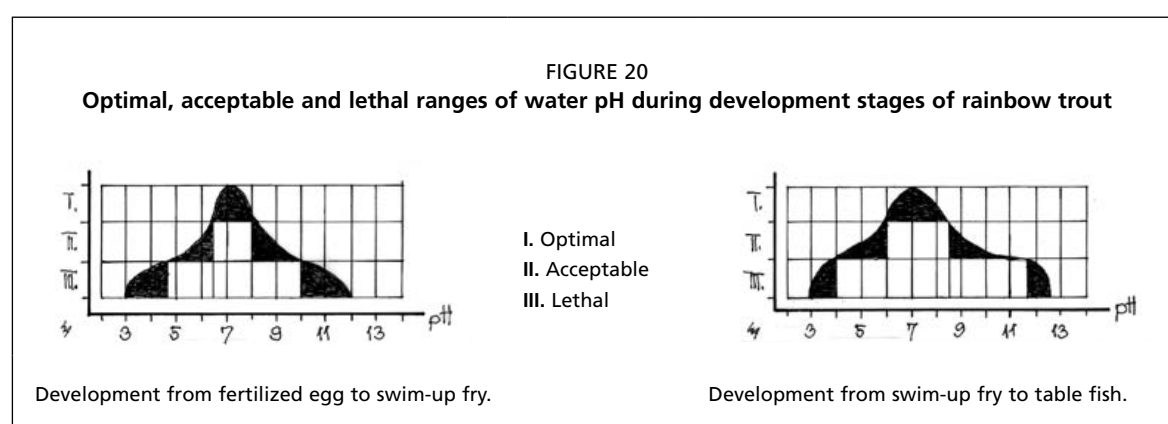 FIGURE 20
Optimal, acceptable and lethal ranges of water pH during development stages of rainbow trout
I.
II.
III.
3 5 7 9 11 13 pH
I. Optimal
II. Acceptable
III. Lethal
I.
II.
III.
3 5 7 9 11 13 pH
Development from fertilized egg to swim-up fry.
Development from swim-up fry to table fish.